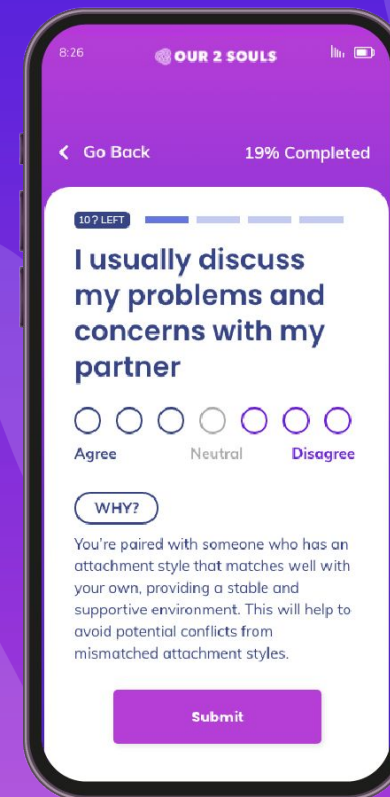 8:26
OUR 2 SOULS
Go Back
19% Completed
10? LEFT
I usually discuss
my problems and
concerns with my
partner
Agree
Neutral
Disagree
WHY?
You're paired with someone who has an
attachment style that matches well with
your own, providing a stable and
supportive environment. This will help to
avoid potential conflicts from
mismatched attachment styles.
Submit